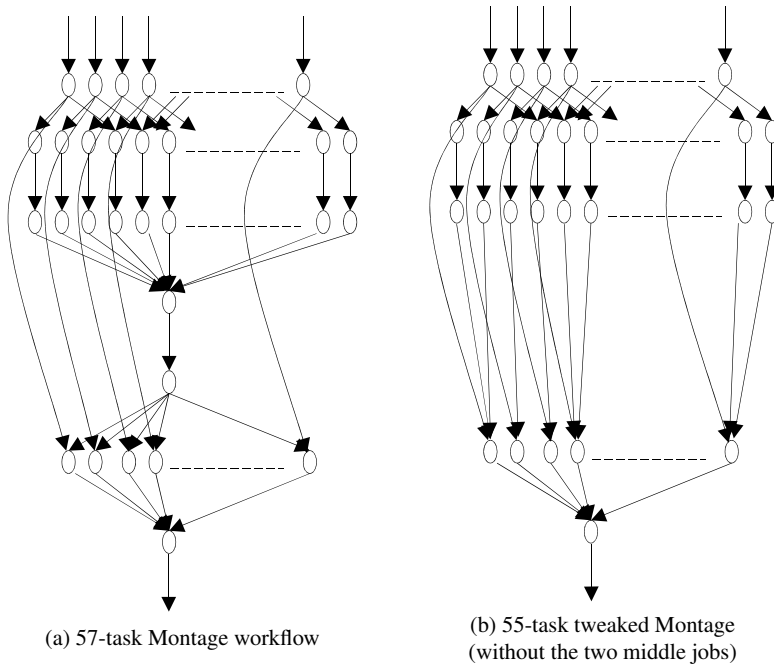 (a) 57-task Montage workflow
(b) 55-task tweaked Montage
(without the two middle jobs)